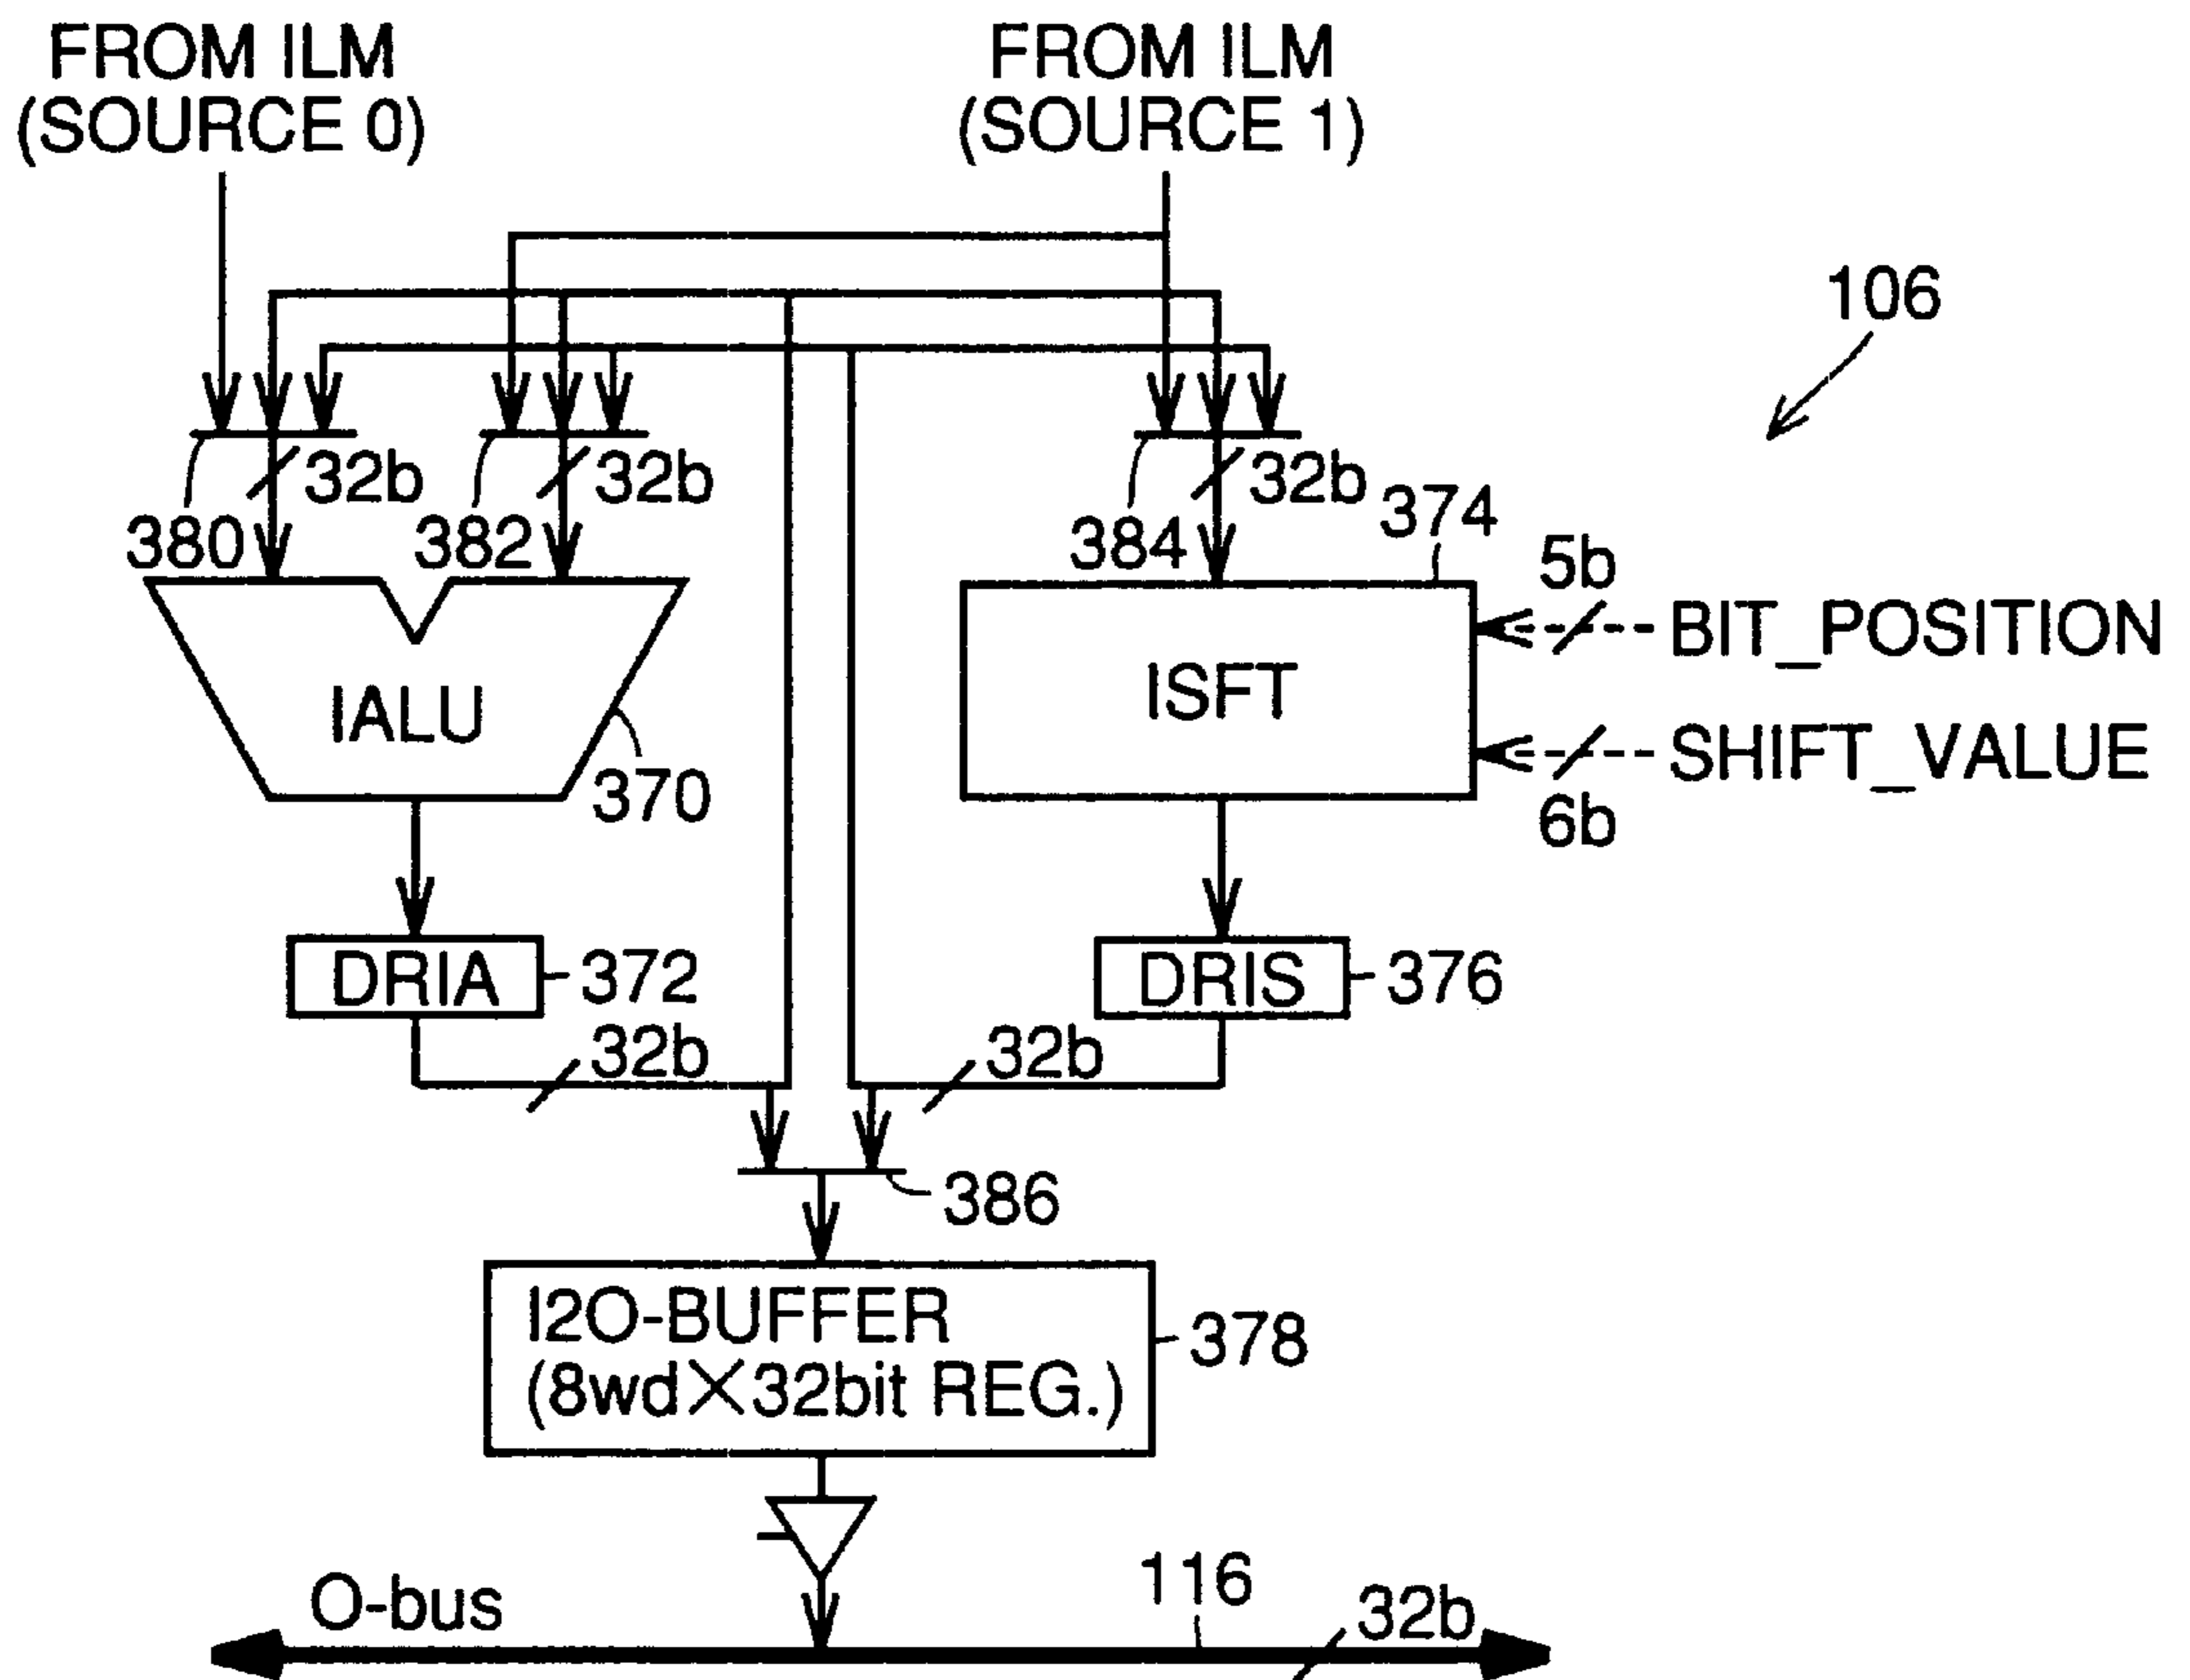 FROM ILM
(SOURCE 0)
FROM ILM
(SOURCE 1)
106
32b
32b
32b
380
382
384
374
5b
BIT_POSITION
IALU
ISFT
SHIFT_VALUE
370
6b
DRIA
372
DRIS
376
32b
32b
386
I2O-BUFFER
(8wd×32bit REG.)
378
O-bus
116
32b